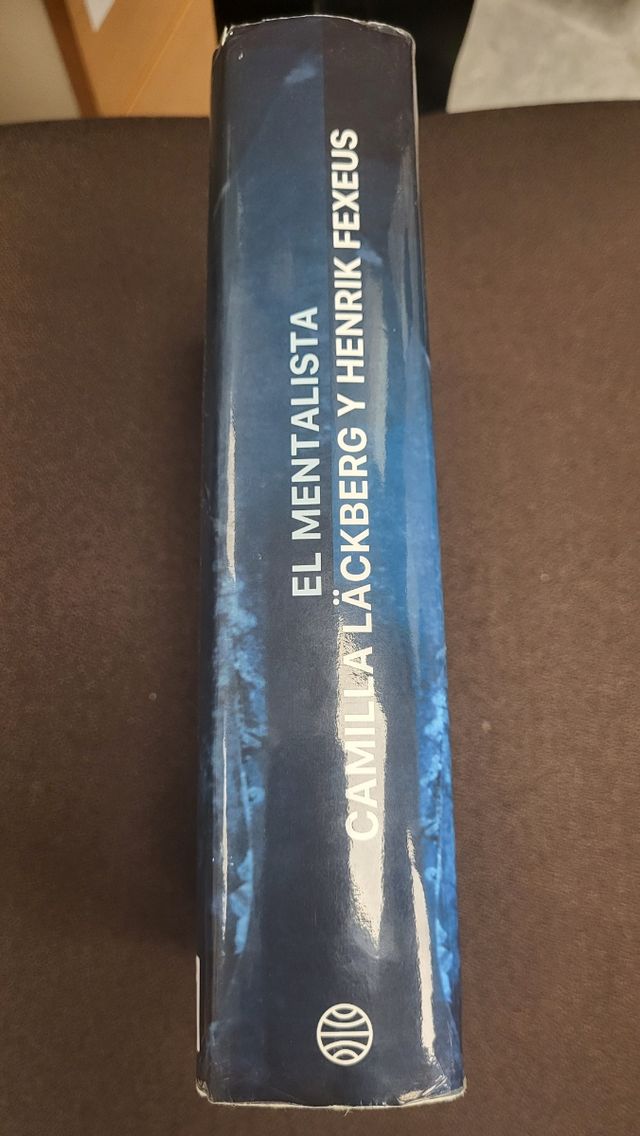 EL MENTALISTA
CAMILLA LÄCKBERG Y HENRIK FEXEUS